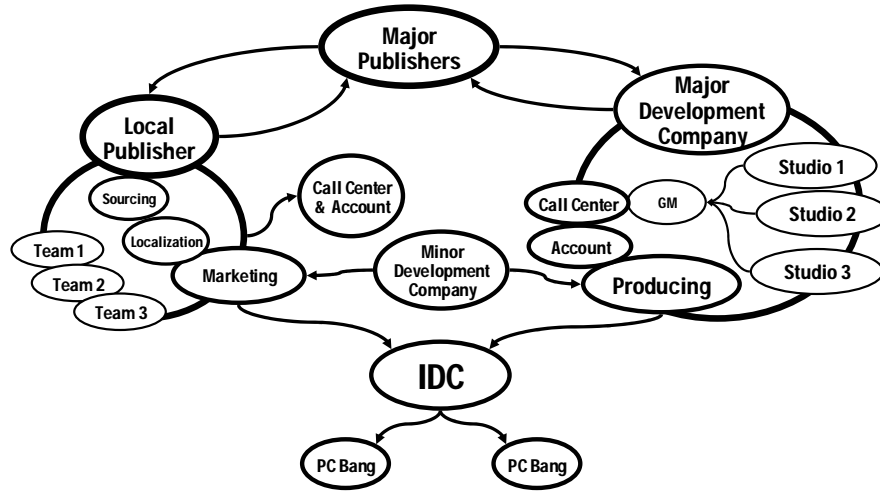 Major
Publishers
Major
Development
Company
Local
Publisher
Sourcing
Call Center
& Account
Studio 1
Call Center
GM
Studio 2
Team 1
Localization
Account
Minor
Development
Company
Marketing
Studio 3
Team 2
Producing
Team 3
IDC
PC Bang
PC Bang